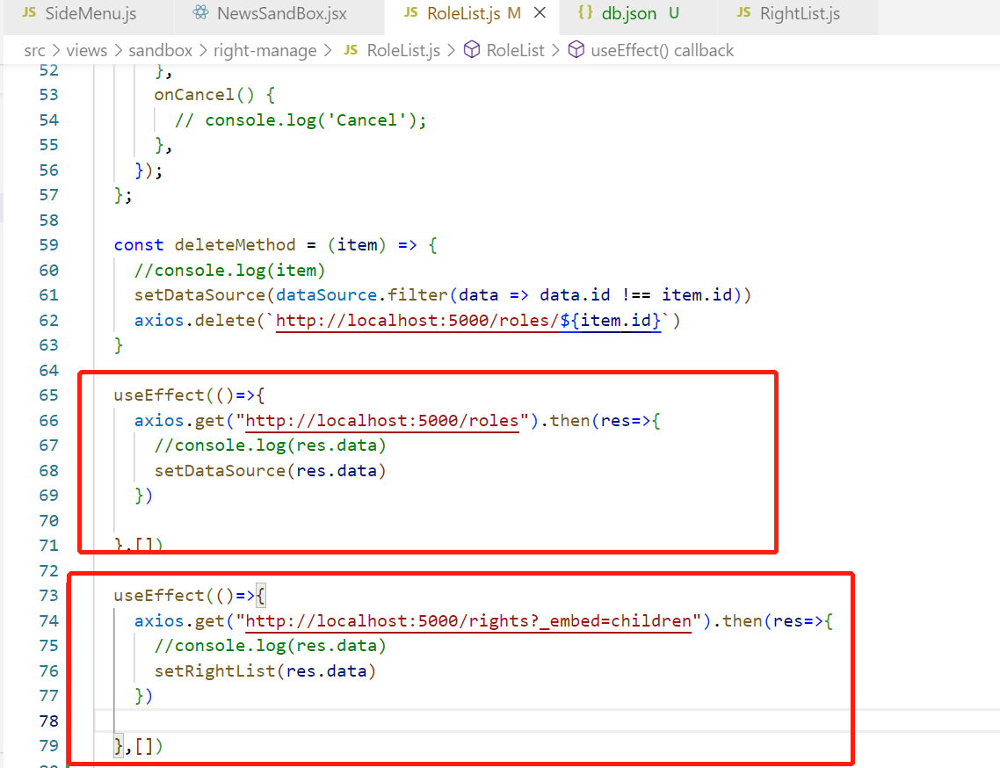 JS SideMenu.js NewsSandBox.jsx JS RoleList.js M {} db.json U JS RightList.js
src > views > sandbox > right-manage > JS RoleList.js > RoleList > useEffect() callback
52 },
53 onCancel() {
54 // console.log('Cancel');
55 },
56 });
57 };
58
59 const deleteMethod = (item) => {
60 //console.log(item)
61 setDataSource(dataSource.filter(data => data.id !== item.id))
62 axios.delete(`http://localhost:5000/roles/${item.id}`)
63 }
64
65 useEffect(()=>{
66 axios.get("http://localhost:5000/roles").then(res=>{
67 //console.log(res.data)
68 setDataSource(res.data)
69 })
70
71 },[])
72
73 useEffect(()=>{
74 axios.get("http://localhost:5000/rights?_embed=children").then(res=>{
75 //console.log(res.data)
76 setRightList(res.data)
77 })
78
79 },[])